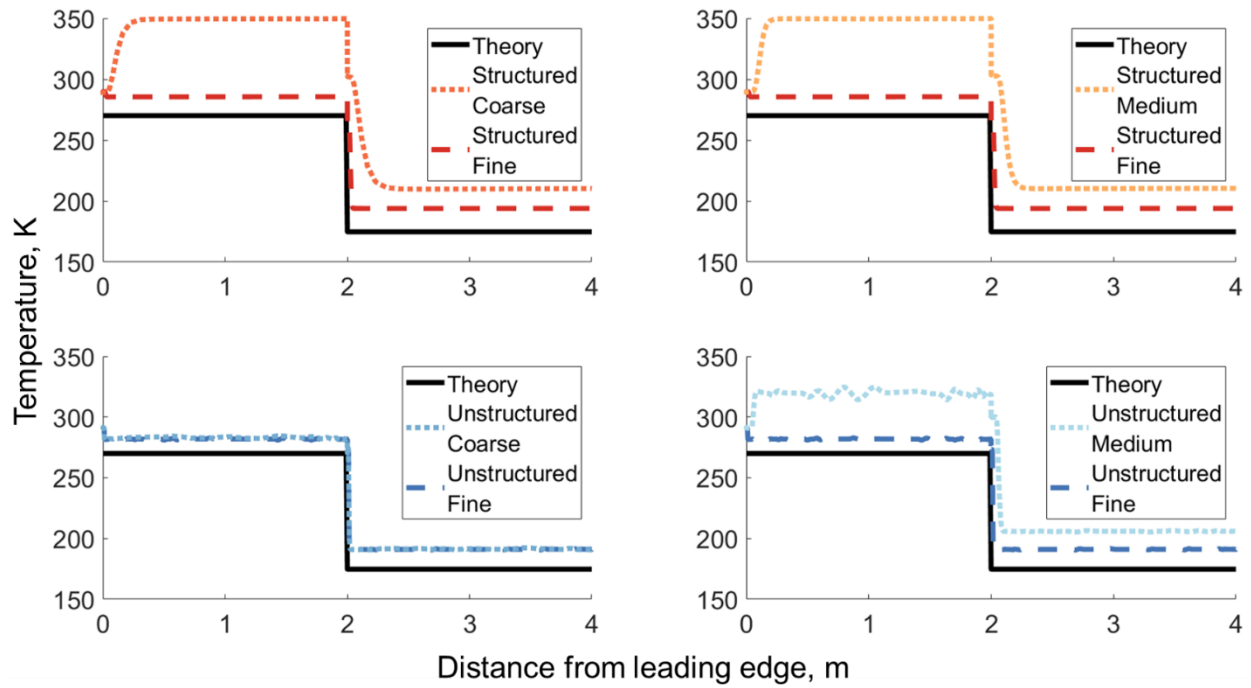 Temperature, K
350
300
250
200
150
0
1
2
3
4
Theory
Structured
Coarse
Structured
Fine
350
300
250
200
150
0
1
2
3
4
Theory
Structured
Medium
Structured
Fine
350
300
250
200
150
0
1
2
3
4
Theory
Unstructured
Coarse
Unstructured
Fine
350
300
250
200
150
0
1
2
3
4
Theory
Unstructured
Medium
Unstructured
Fine
Distance from leading edge, m